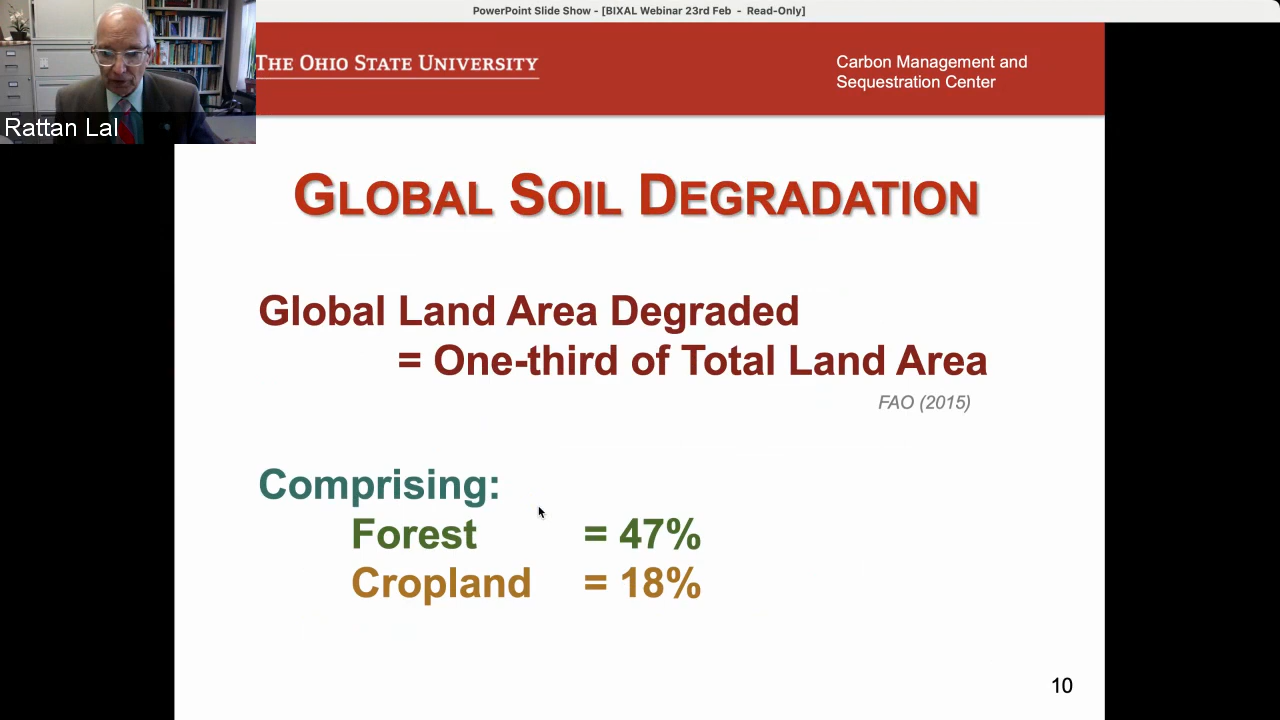 PowerPoint Slide Show - [BIXAL Webinar 23rd Feb - Read-Only]
Rattan Lal
THE OHIO STATE UNIVERSITY
Carbon Management and
Sequestration Center
GLOBAL SOIL DEGRADATION
Global Land Area Degraded
= One-third of Total Land Area
FAO (2015)
Comprising:
Forest = 47%
Cropland = 18%
10